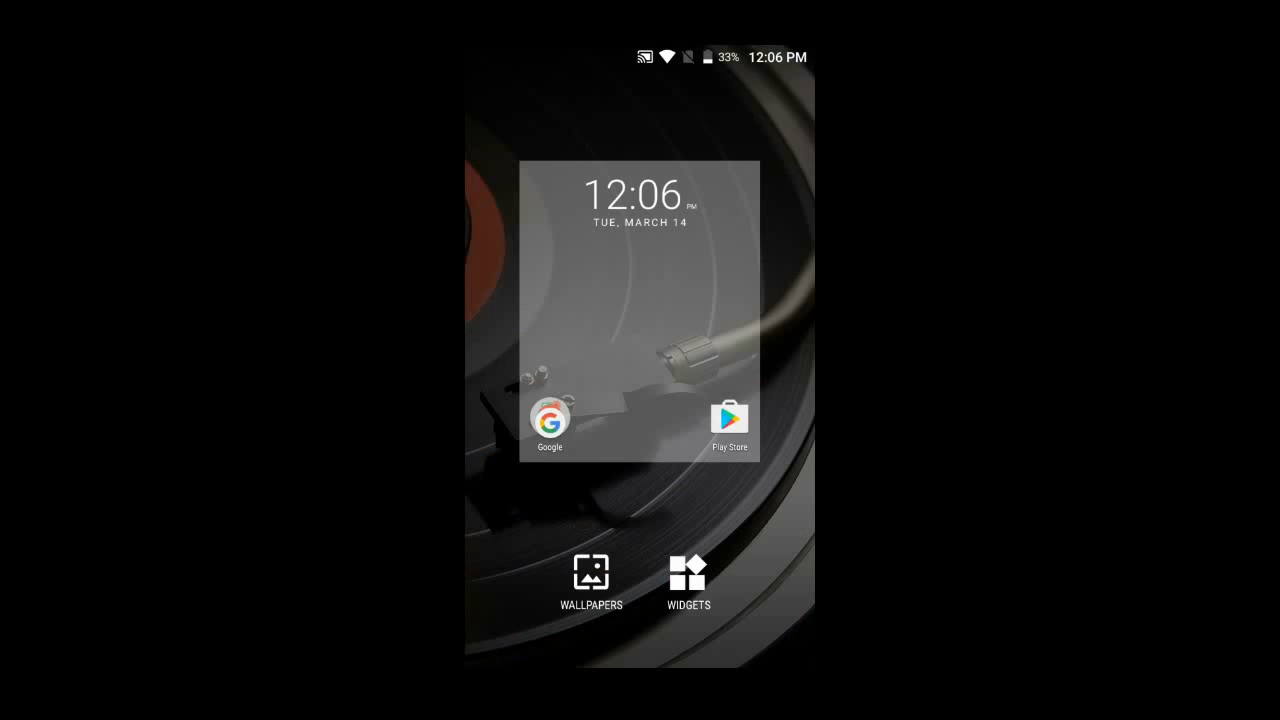 33% 12:06 PM
12:06 PM
TUE, MARCH 14
Google
Play Store
WALLPAPERS
WIDGETS